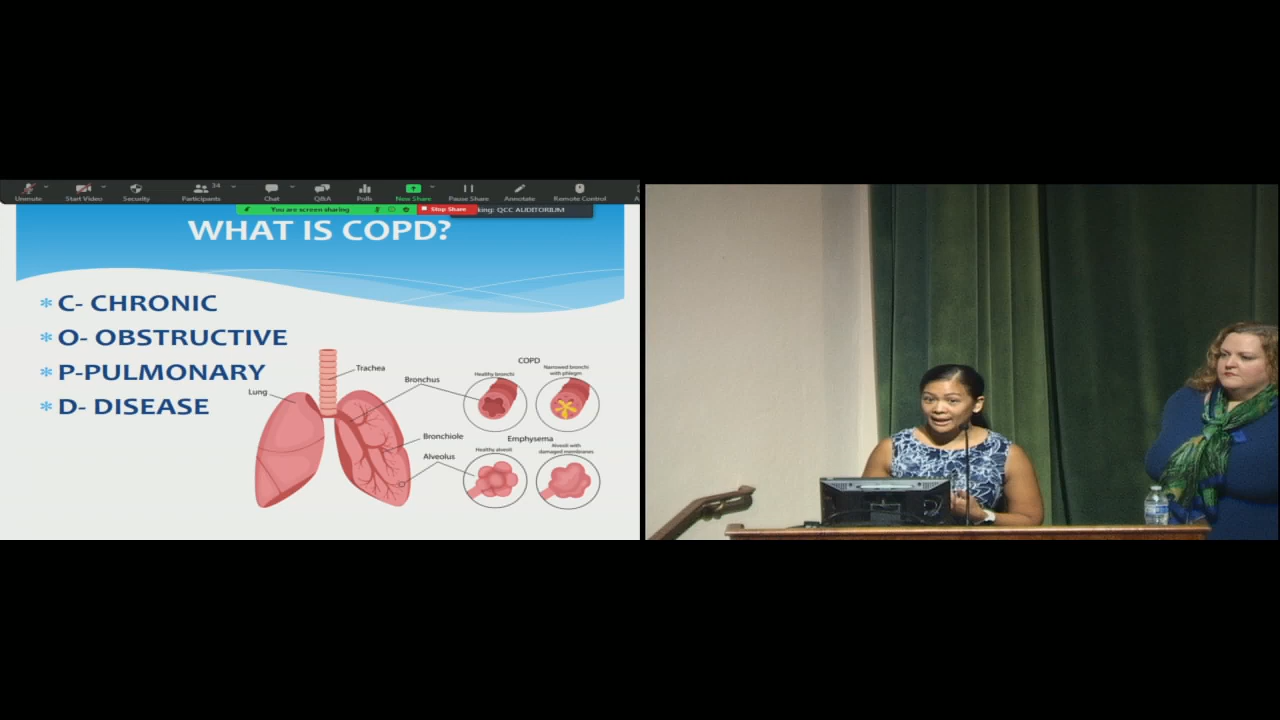 Unmute
Start Video
Security
34
Participants
Chat
Q&A
Polls
New Share
Pause Share
Annotate
Remote Control
You are screen sharing
Stop Share
king: QCC AUDITORIUM
WHAT IS COPD?
C- CHRONIC
O- OBSTRUCTIVE
P-PULMONARY
D- DISEASE
Lung
Trachea
Bronchus
Bronchiole
Alveolus
COPD
Healthy bronchi
Narrowed bronchi
with phlegm
Emphysema
Healthy alveoli
Alveoli with
damaged membranes